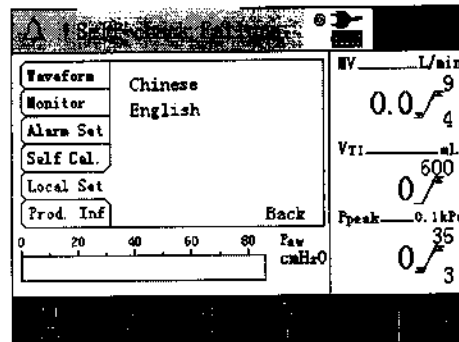 Waveform
Monitor
Alarm Set
Self Cal.
Local Set
Prod. Inf
Chinese
English
Back
0 20 40 60 80
Paw
cmH2O
MV L/min
9
0.0
4
VTI mL
600
0
Ppeak 0.1kPa
35
0
3